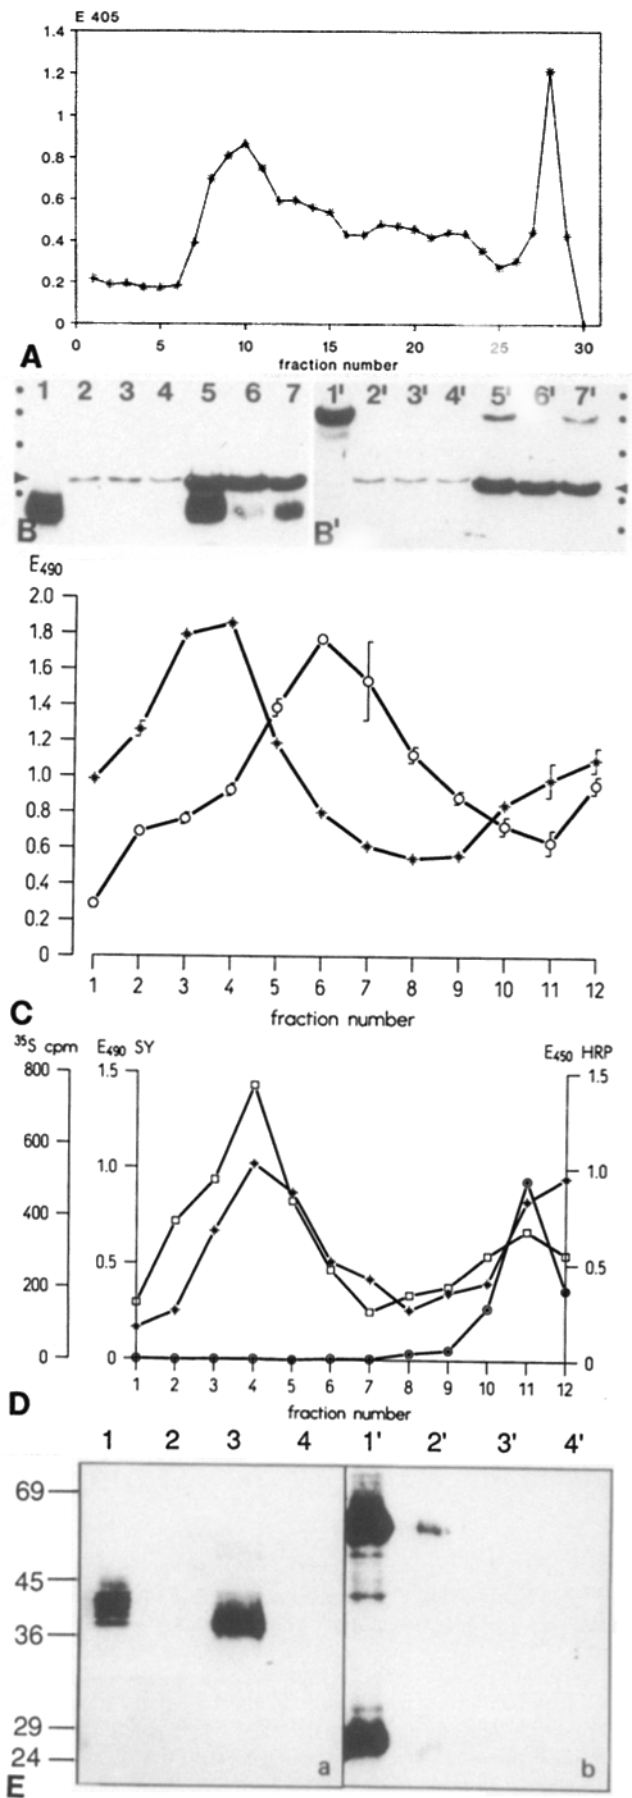 E 405
1.4
1.2
1
0.8
0.6
0.4
0.2
0
0 5 10 15 20 25 30
fraction number
A
1 2 3 4 5 6 7 1' 2' 3' 4' 5' 6' 7'
B B'
E490
2.0
1.8
1.6
1.4
1.2
1.0
0.8
0.6
0.4
0.2
0
1 2 3 4 5 6 7 8 9 10 11 12
fraction number
C
35S cpm E490 SY E450 HRP
800 1.5 1.5
600
1.0 1.0
400
0.5 0.5
200
0 0 0
1 2 3 4 5 6 7 8 9 10 11 12
fraction number
D
1 2 3 4 1' 2' 3' 4'
69
45
36
29
24
a b
E